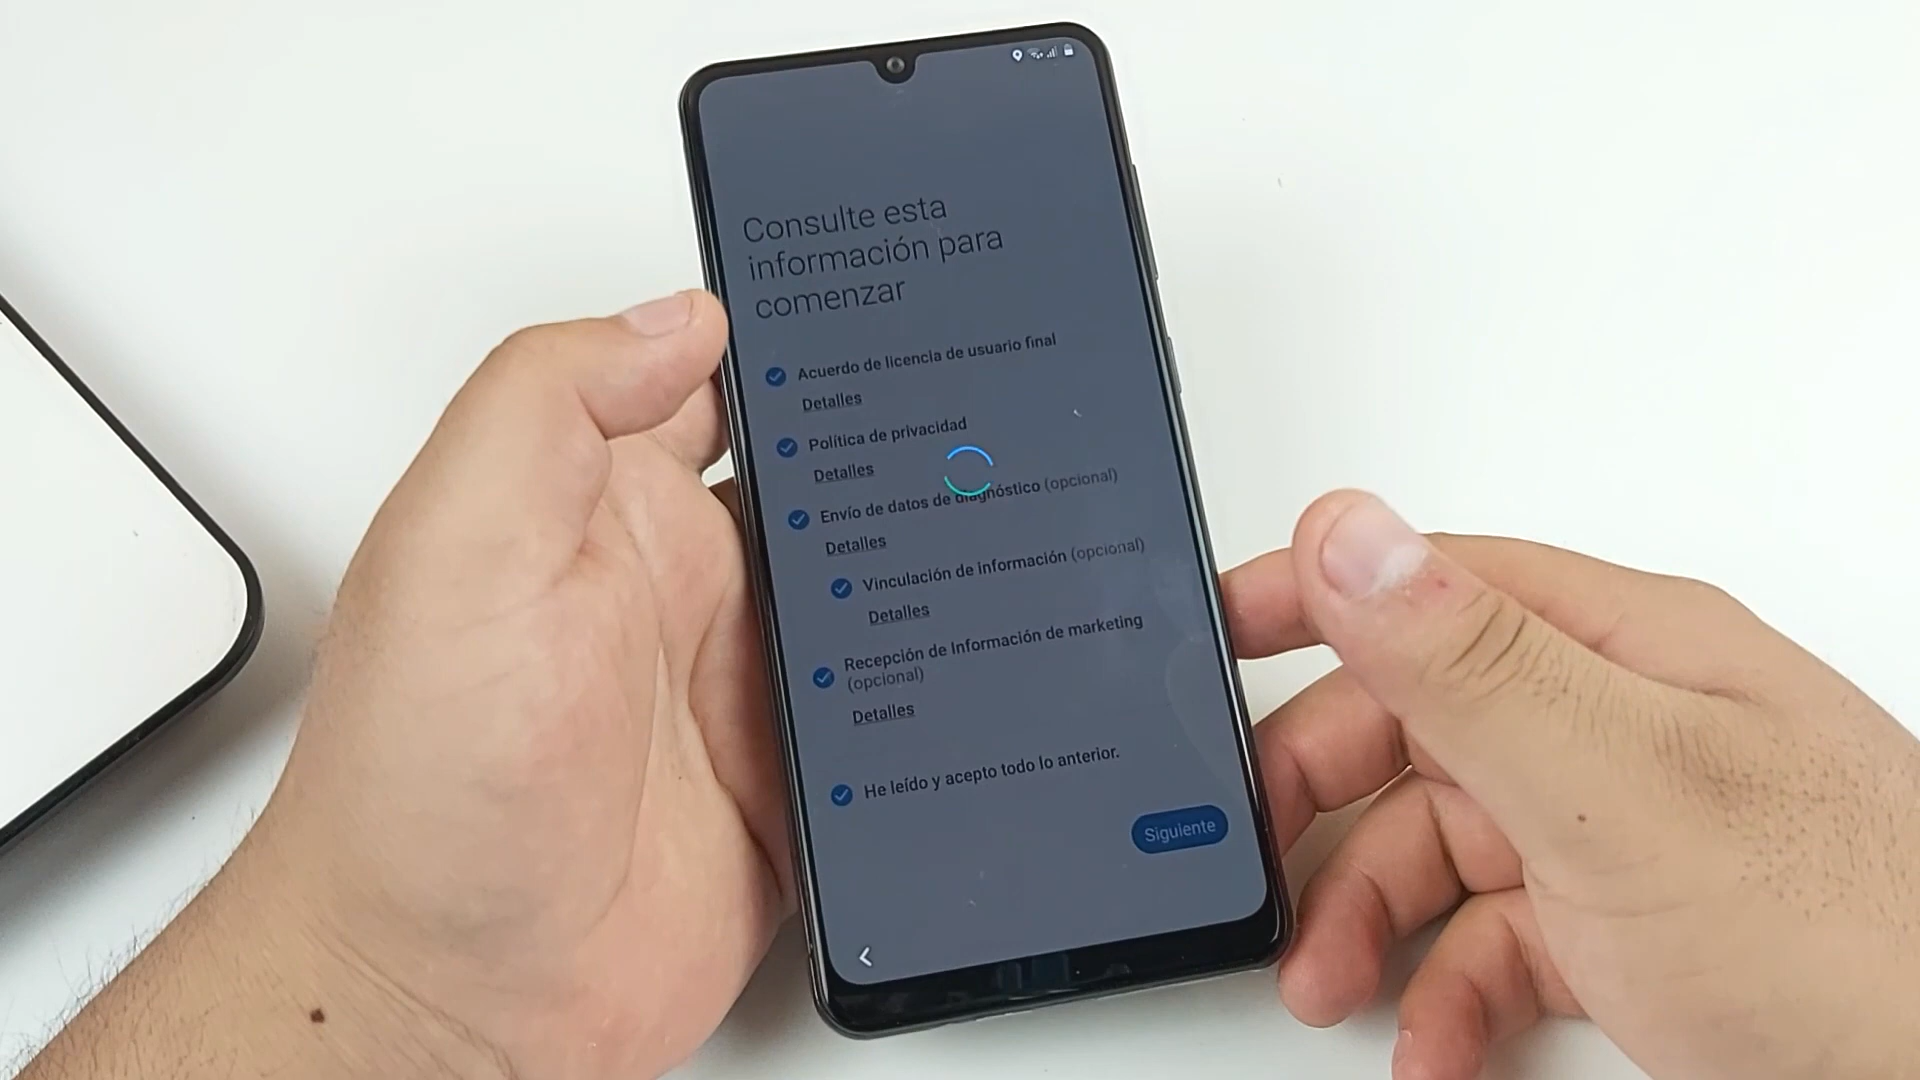 Consulte esta
información para
comenzar
Acuerdo de licencia de usuario final
Detalles
Política de privacidad
Detalles
Envío de datos de diagnóstico (opcional)
Detalles
Vinculación de información (opcional)
Detalles
Recepción de Información de marketing
(opcional)
Detalles
He leído y acepto todo lo anterior.
Siguiente